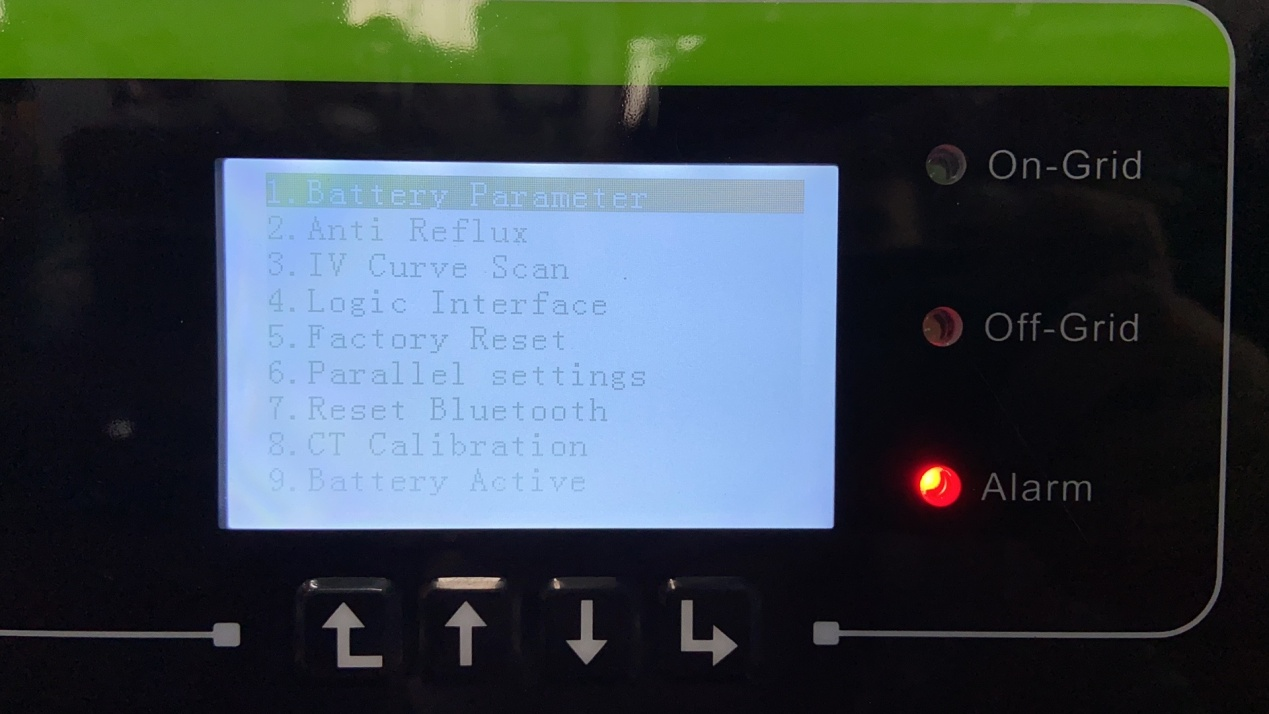 1.Battery Parameter
2.Anti Reflux
3.IV Curve Scan
4.Logic Interface
5.Factory Reset
6.Parallel settings
7.Reset Bluetooth
8.CT Calibration
9.Battery Active
On-Grid
Off-Grid
Alarm